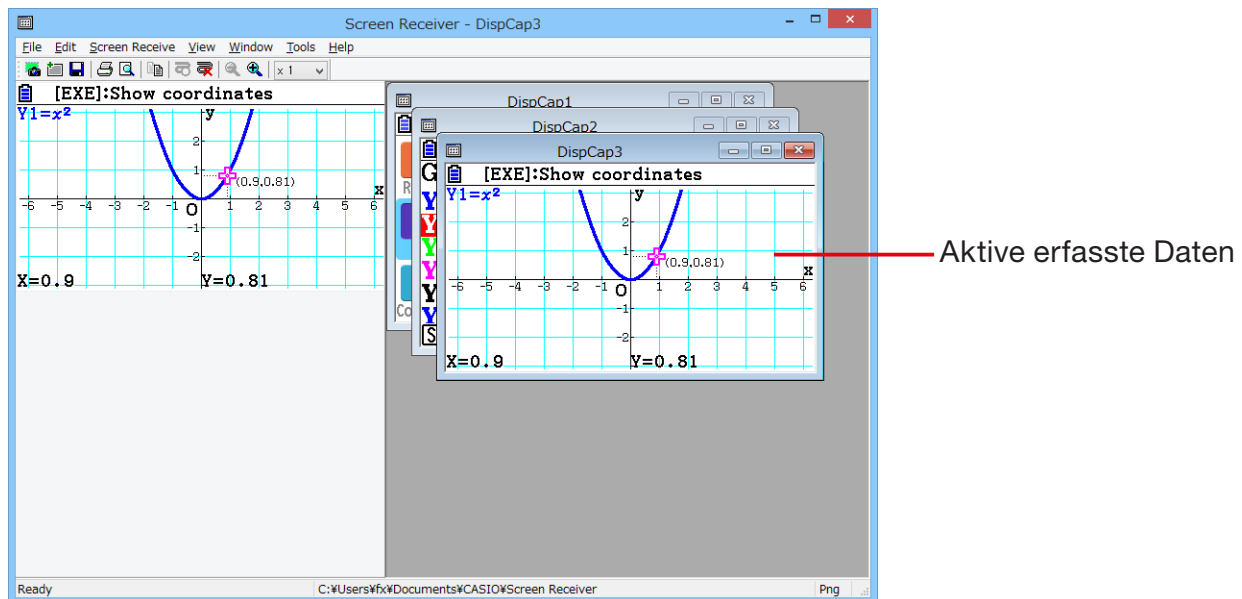 Screen Receiver - DispCap3
File Edit Screen Receive View Window Tools Help
x 1
[EXE]:Show coordinates
Y1=x²
y
2
1
(0.9,0.81)
x
-6 -5 -4 -3 -2 -1 O 1 2 3 4 5 6
-1
-2
X=0.9 Y=0.81
DispCap1
R
Co
DispCap2
G
Y
Y
Y
Y
Y
Y
S
DispCap3
[EXE]:Show coordinates
Y1=x²
y
2
1
(0.9,0.81)
x
-6 -5 -4 -3 -2 -1 O 1 2 3 4 5 6
-1
-2
X=0.9 Y=0.81
Aktive erfasste Daten
Ready C:¥Users¥fx¥Documents¥CASIO¥Screen Receiver Png